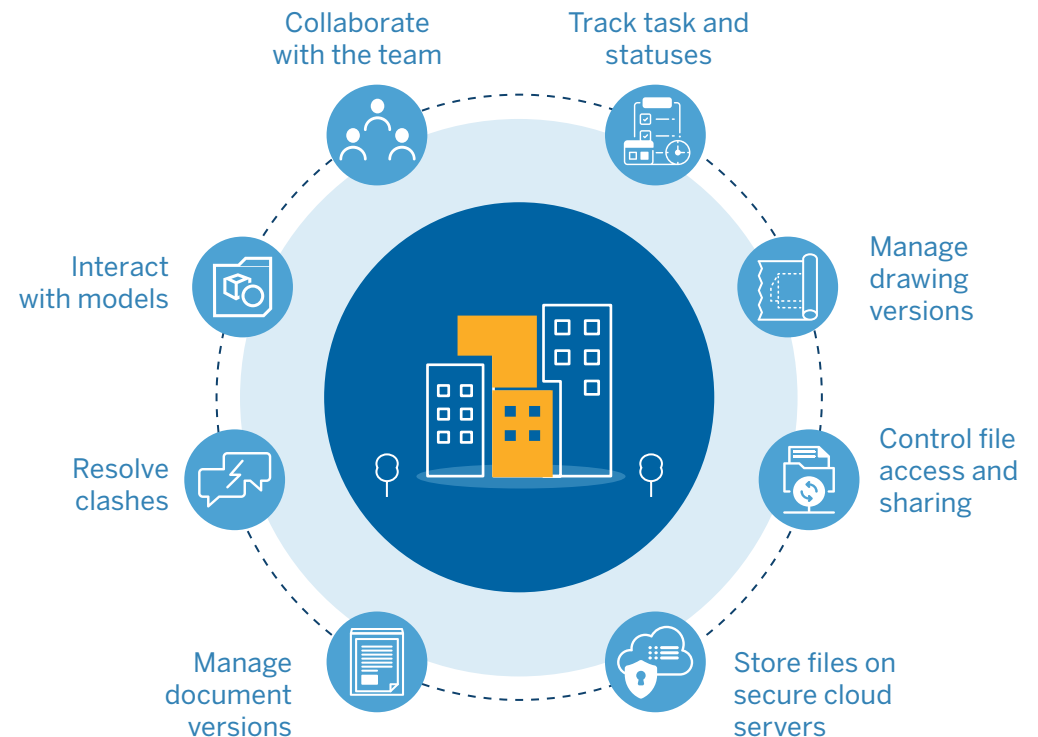 Collaborate
with the team
Track task and
statuses
Manage
drawing
versions
Control file
access and
sharing
Store files on
secure cloud
servers
Manage
document
versions
Resolve
clashes
Interact
with models